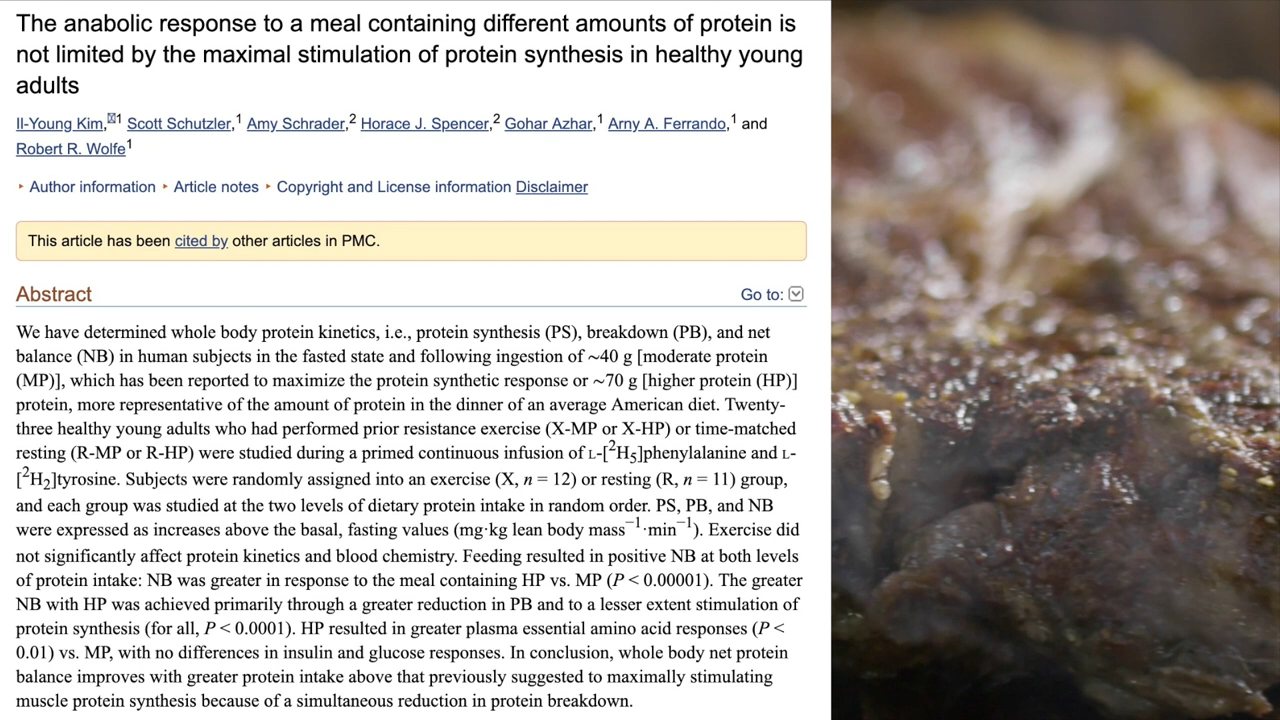 The anabolic response to a meal containing different amounts of protein is
not limited by the maximal stimulation of protein synthesis in healthy young
adults
Il-Young Kim,1 Scott Schutzler,1 Amy Schrader,2 Horace J. Spencer,2 Gohar Azhar,1 Arny A. Ferrando,1 and
Robert R. Wolfe1
‣ Author information ‣ Article notes ‣ Copyright and License information Disclaimer
This article has been cited by other articles in PMC.
Abstract
Go to:
We have determined whole body protein kinetics, i.e., protein synthesis (PS), breakdown (PB), and net
balance (NB) in human subjects in the fasted state and following ingestion of ~40 g [moderate protein
(MP)], which has been reported to maximize the protein synthetic response or ~70 g [higher protein (HP)]
protein, more representative of the amount of protein in the dinner of an average American diet. Twenty-
three healthy young adults who had performed prior resistance exercise (X-MP or X-HP) or time-matched
resting (R-MP or R-HP) were studied during a primed continuous infusion of L-[2H5]phenylalanine and L-
[2H2]tyrosine. Subjects were randomly assigned into an exercise (X, n = 12) or resting (R, n = 11) group,
and each group was studied at the two levels of dietary protein intake in random order. PS, PB, and NB
were expressed as increases above the basal, fasting values (mg·kg lean body mass−1·min−1). Exercise did
not significantly affect protein kinetics and blood chemistry. Feeding resulted in positive NB at both levels
of protein intake: NB was greater in response to the meal containing HP vs. MP (P < 0.00001). The greater
NB with HP was achieved primarily through a greater reduction in PB and to a lesser extent stimulation of
protein synthesis (for all, P < 0.0001). HP resulted in greater plasma essential amino acid responses (P <
0.01) vs. MP, with no differences in insulin and glucose responses. In conclusion, whole body net protein
balance improves with greater protein intake above that previously suggested to maximally stimulating
muscle protein synthesis because of a simultaneous reduction in protein breakdown.